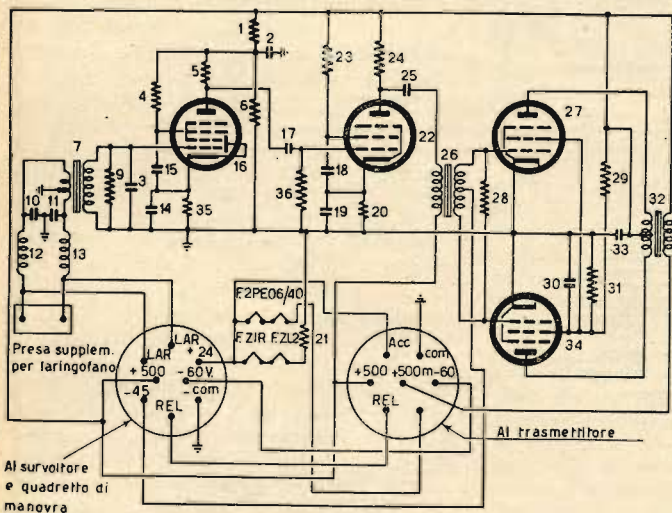 1
2
23
24
5
25
27
4
6
22
7
17
26
16
15
18
28
29
9
3
36
32
10 11
14
35
19
20
33
12
13
30
31
F.2PE06/40
34
Presa supplem.
per laringofano
LAR
LAR
+ 24
F.Z1R F.ZL2
21
Acc
com
+ 500
- 60 V.
+500
+500m-60
-45
- com
REL
REL
Al survoltore
e quadretto di
manovra
Al trasmettitore